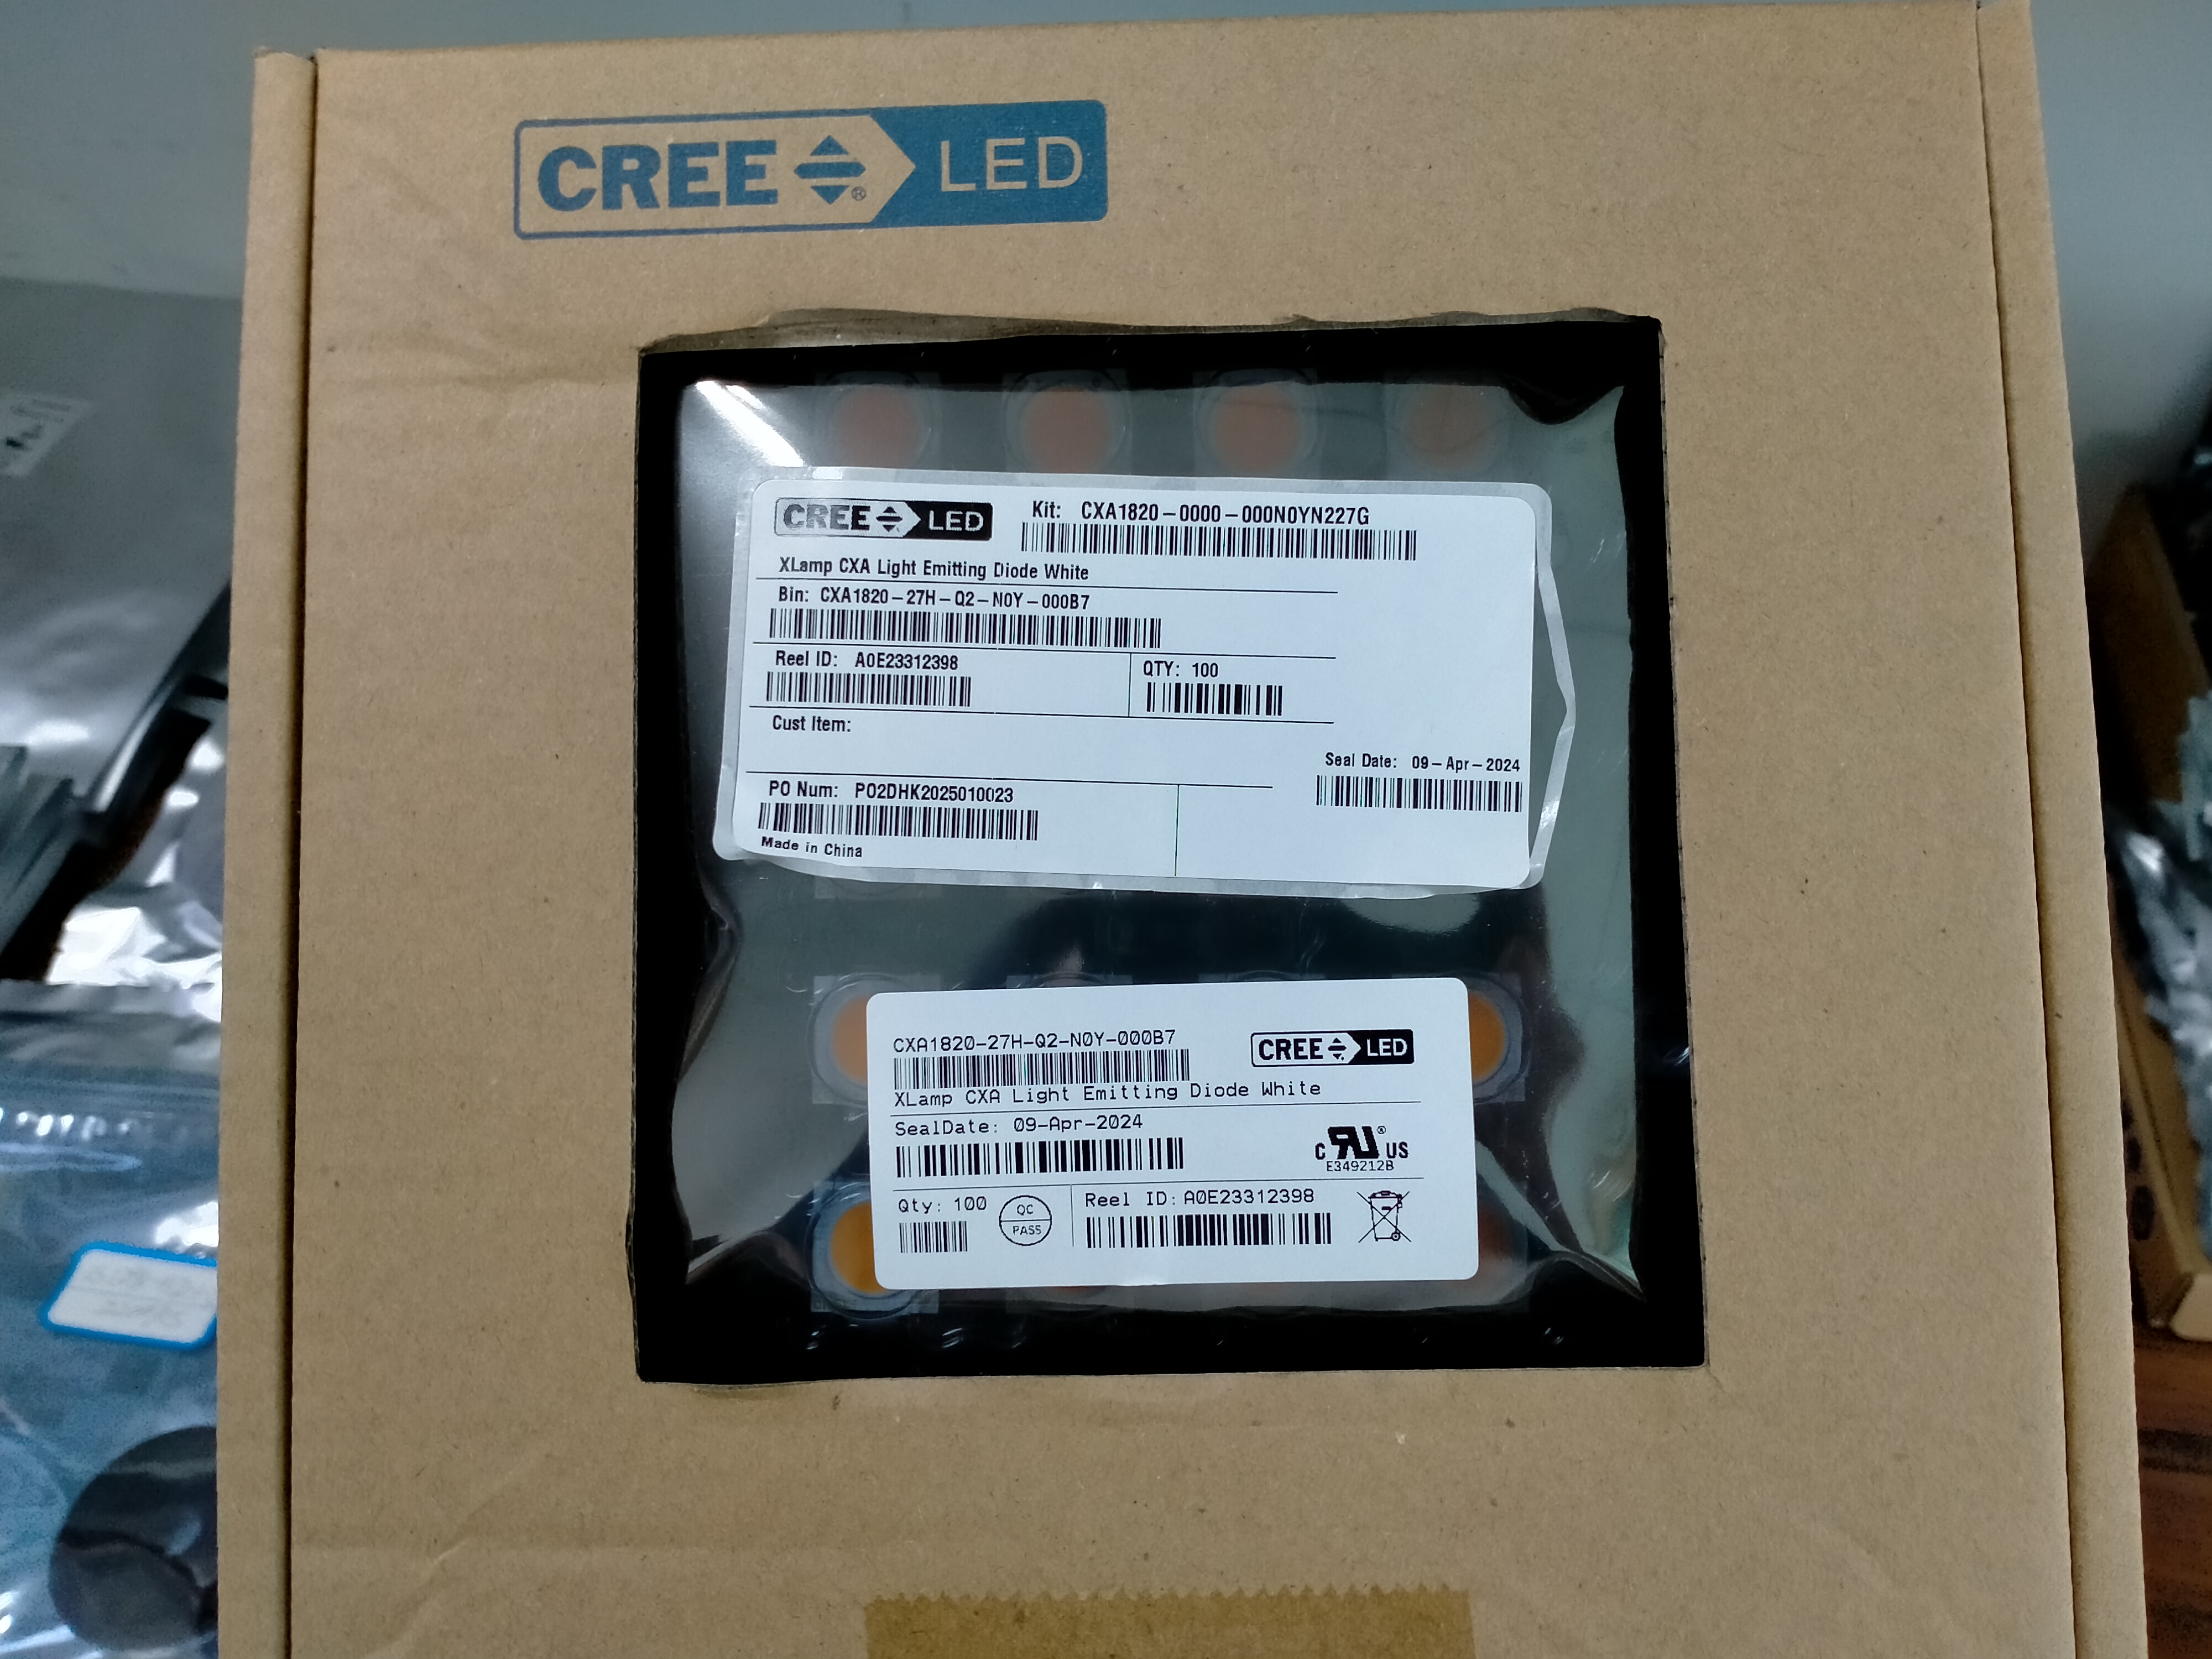 CREE ® LED
CREE LED
Kit: CXA1820-0000-000N0YN227G
XLamp CXA Light Emitting Diode White
Bin: CXA1820-27H-Q2-N0Y-000B7
Reel ID: A0E23312398
QTY: 100
Cust Item:
Seal Date: 09-Apr-2024
PO Num: PO2DHK2025010023
Made in China
CXA1820-27H-Q2-N0Y-000B7
CREE LED
XLamp CXA Light Emitting Diode White
SealDate: 09-Apr-2024
c RU ® US
E349212B
Qty: 100
QC
PASS
Reel ID: A0E23312398